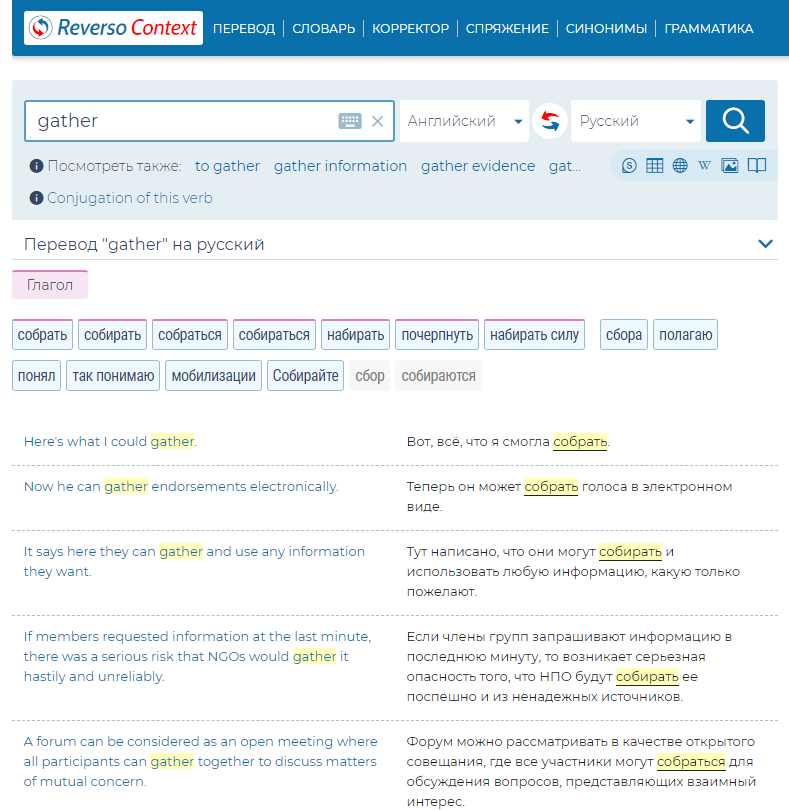 Reverso Context ПЕРЕВОД СЛОВАРЬ КОРРЕКТОР СПРЯЖЕНИЕ СИНОНИМЫ ГРАММАТИКА
gather Английский Русский
Посмотреть также: to gather gather information gather evidence gat...
Conjugation of this verb
Перевод "gather" на русский
Глагол
собрать собирать собраться собираться набирать почерпнуть набирать силу сбора полагаю
понял так понимаю мобилизации Собирайте сбор собираются
Here's what I could gather.
Вот, всё, что я смогла собрать.
Now he can gather endorsements electronically.
Теперь он может собрать голоса в электронном
виде.
It says here they can gather and use any information
they want.
Тут написано, что они могут собирать и
использовать любую информацию, какую только
пожелают.
If members requested information at the last minute,
there was a serious risk that NGOs would gather it
hastily and unreliably.
Если члены групп запрашивают информацию в
последнюю минуту, то возникает серьезная
опасность того, что НПО будут собирать ее
поспешно и из ненадежных источников.
A forum can be considered as an open meeting where
all participants can gather together to discuss matters
of mutual concern.
Форум можно рассматривать в качестве открытого
совещания, где все участники могут собраться для
обсуждения вопросов, представляющих взаимный
интерес.